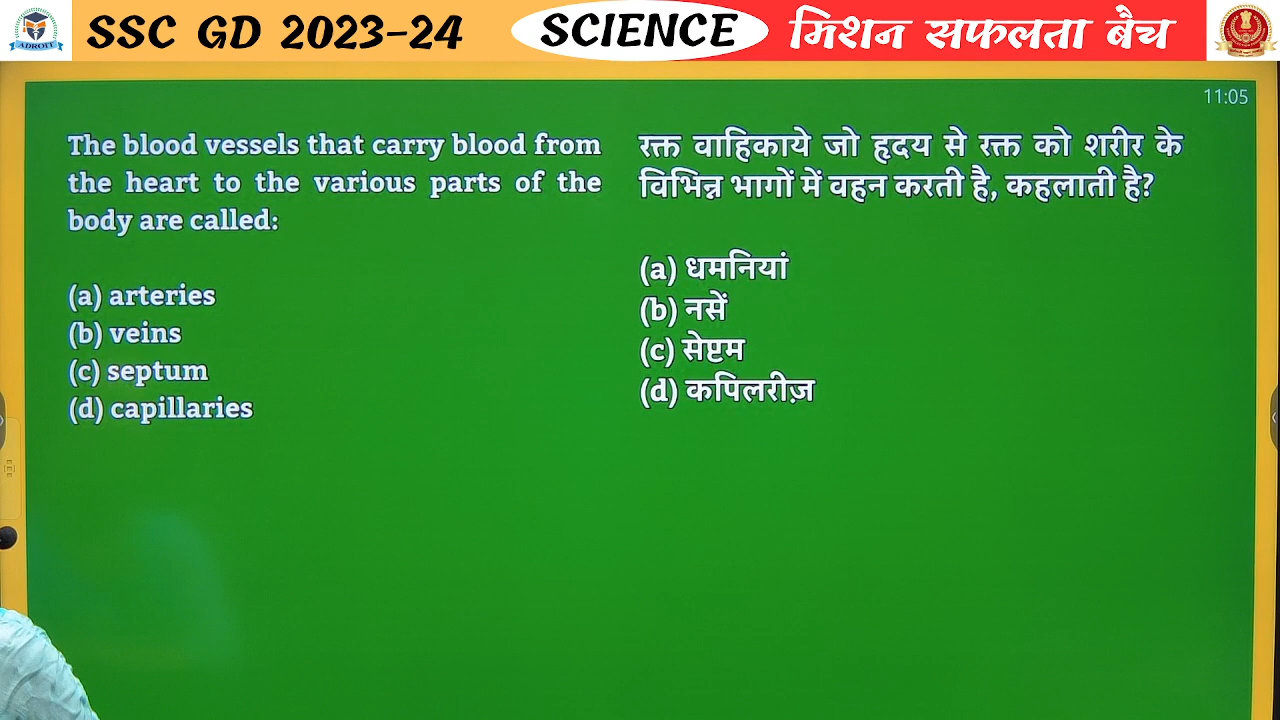 SSC GD 2023-24
SCIENCE
मिशन सफलता बैच
ADROIT
11:05
The blood vessels that carry blood from
the heart to the various parts of the
body are called:
(a) arteries
(b) veins
(c) septum
(d) capillaries
रक्त वाहिकाये जो हृदय से रक्त को शरीर के
विभिन्न भागों में वहन करती है, कहलाती है?
(a) धमनियां
(b) नसें
(c) सेप्टम
(d) कपिलरीज़